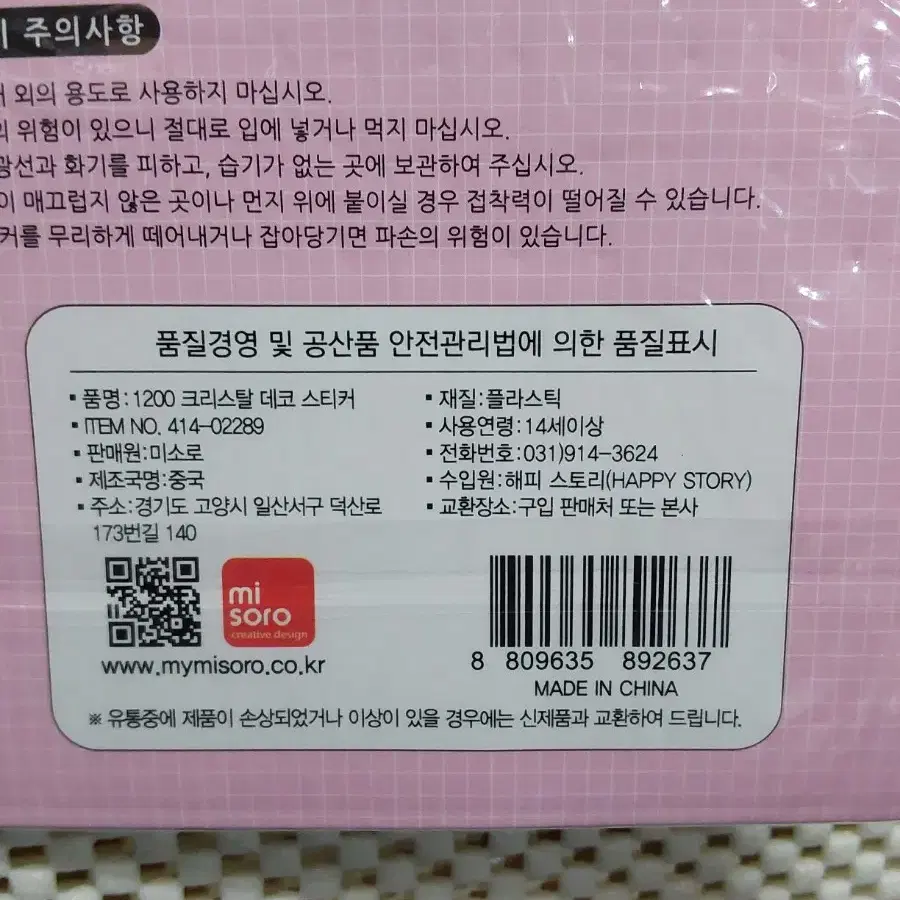 주의사항
외의 용도로 사용하지 마십시오.
위험이 있으니 절대로 입에 넣거나 먹지 마십시오.
광선과 화기를 피하고, 습기가 없는 곳에 보관하여 주십시오.
이 매끄럽지 않은 곳이나 먼지 위에 붙이실 경우 접착력이 떨어질 수 있습니다.
커를 무리하게 떼어내거나 잡아당기면 파손의 위험이 있습니다.
품질경영 및 공산품 안전관리법에 의한 품질표시
▪ 품명:1200 크리스탈 데코 스티커
▪ ITEM NO. 414-02289
▪ 판매원:미소로
▪ 제조국명:중국
▪ 주소:경기도 고양시 일산서구 덕산로
173번길 140
▪ 재질:플라스틱
▪ 사용연령:14세이상
▪ 전화번호:031)914-3624
▪ 수입원:해피 스토리(HAPPY STORY)
▪ 교환장소:구입 판매처 또는 본사
mi
soro
creative design
www.mymisoro.co.kr
8 809635 892637
MADE IN CHINA
※ 유통중에 제품이 손상되었거나 이상이 있을 경우에는 신제품과 교환하여 드립니다.